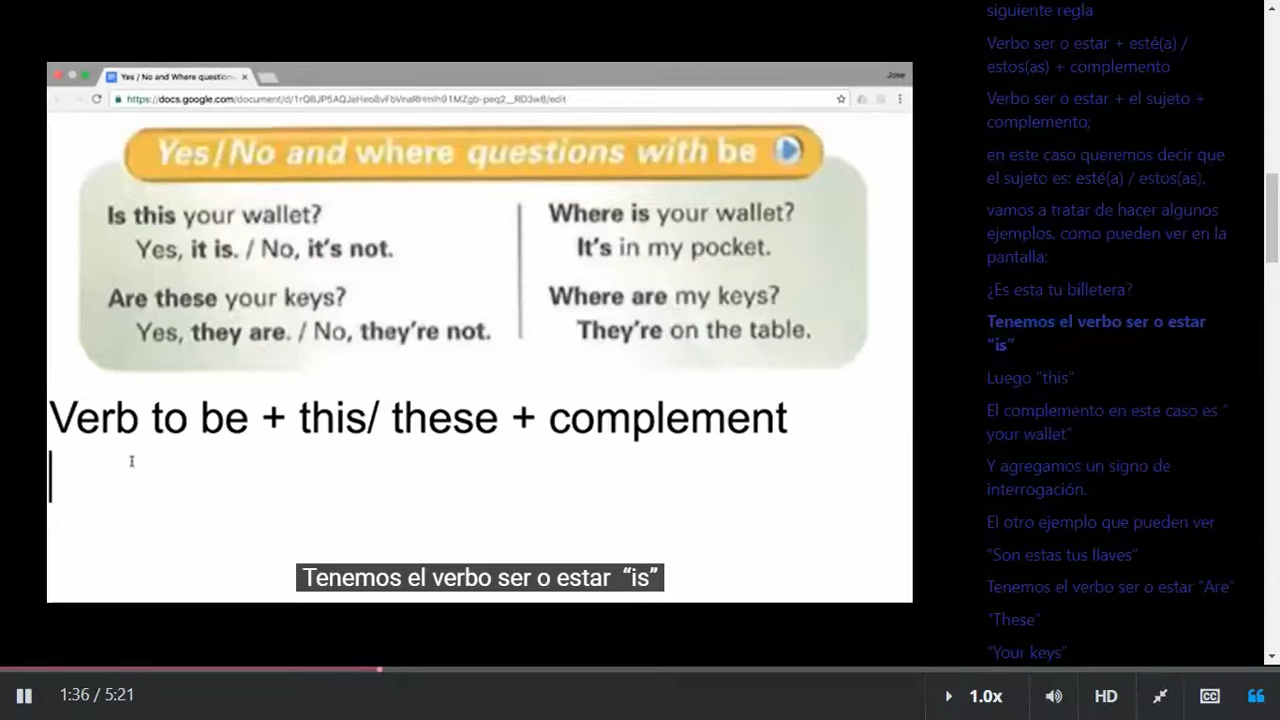 Yes / No and Where questions
Jose
Yes/No and where questions with be
Is this your wallet?
Yes, it is. / No, it's not.
Are these your keys?
Yes, they are. / No, they're not.
Where is your wallet?
It's in my pocket.
Where are my keys?
They're on the table.
Verb to be + this/ these + complement
Tenemos el verbo ser o estar “is”
siguiente regla
Verbo ser o estar + esté(a) /
estos(as) + complemento
Verbo ser o estar + el sujeto +
complemento;
en este caso queremos decir que
el sujeto es: esté(a) / estos(as).
vamos a tratar de hacer algunos
ejemplos. como pueden ver en la
pantalla:
¿Es esta tu billetera?
Tenemos el verbo ser o estar
“is”
Luego "this"
El complemento en este caso es "
your wallet"
Y agregamos un signo de
interrogación.
El otro ejemplo que pueden ver
"Son estas tus llaves"
Tenemos el verbo ser o estar "Are"
"These"
"Your keys"
1:36 / 5:21
1.0x
HD
CC